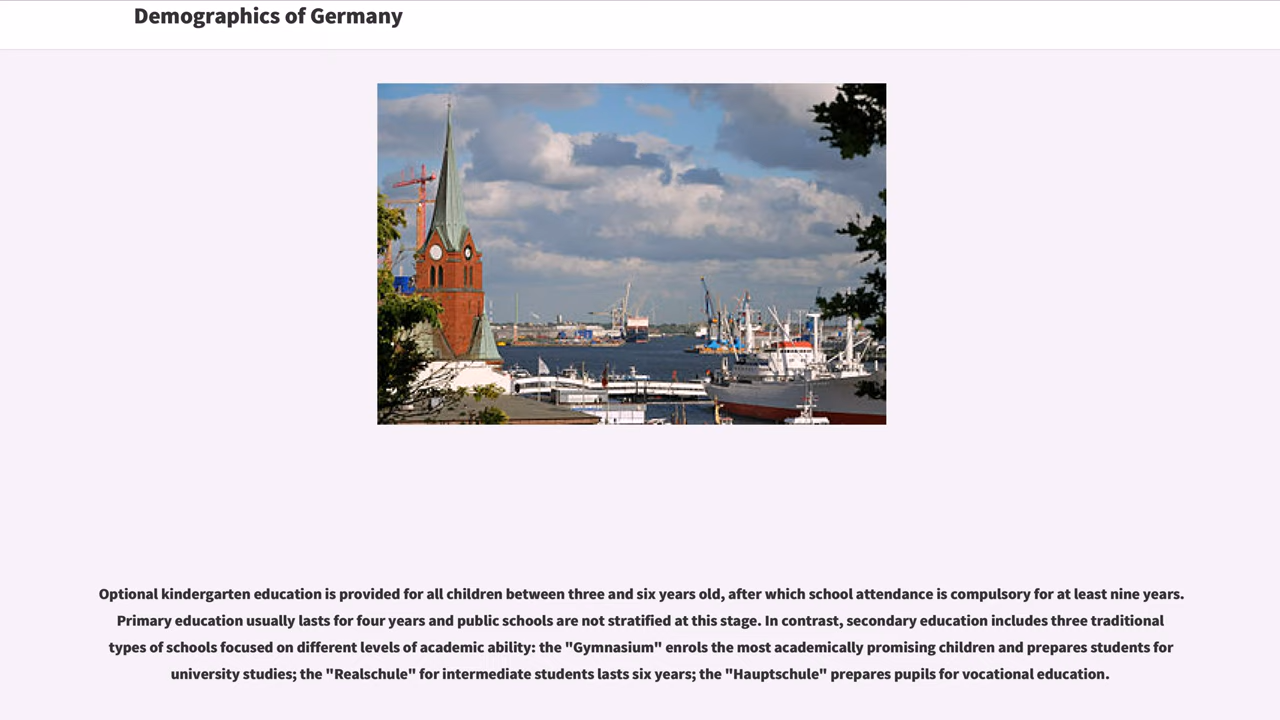 Demographics of Germany
Optional kindergarten education is provided for all children between three and six years old, after which school attendance is compulsory for at least nine years.
Primary education usually lasts for four years and public schools are not stratified at this stage. In contrast, secondary education includes three traditional
types of schools focused on different levels of academic ability: the "Gymnasium" enrols the most academically promising children and prepares students for
university studies; the "Realschule" for intermediate students lasts six years; the "Hauptschule" prepares pupils for vocational education.